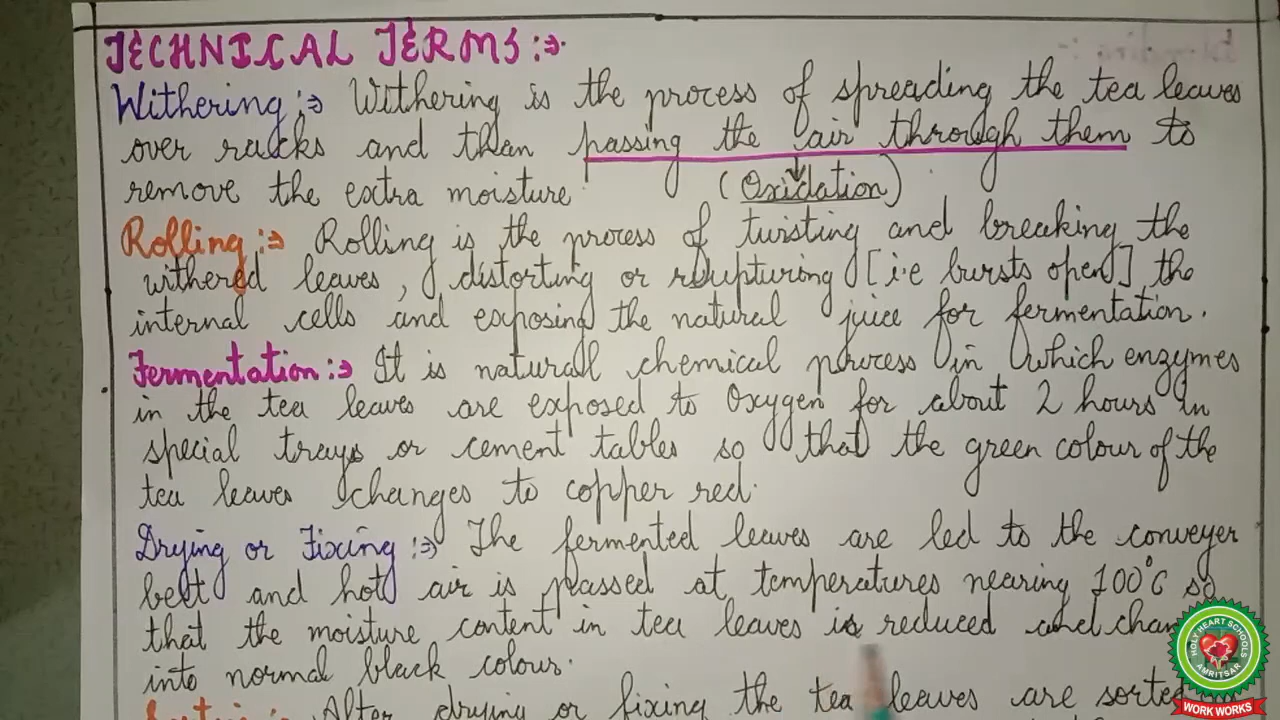 TECHNICAL TERMS :⇒
Withering :⇒ Withering is the process of spreading the tea leaves
over racks and than passing the air through them to
remove the extra moisture (Oxidation)
Rolling :⇒ Rolling is the process of twisting and breaking the
withered leaves, distorting or rupturing [i.e bursts open] the
internal cells and exposing the natural juice for fermentation.
Fermentation :⇒ It is natural chemical process in which enzymes
in the tea leaves are exposed to Oxygen for about 2 hours in
special trays or cement tables so that the green colour of the
tea leaves changes to copper red.
Drying or Fixing :⇒ The fermented leaves are led to the conveyer
belt and hot air is passed at temperatures nearing 100°C so
that the moisture content in tea leaves is reduced and
into normal black colour.
After drying or fixing the tea leaves are sorted
HOLY HEART SCHOOLS
AMRITSAR
WORK WORKS